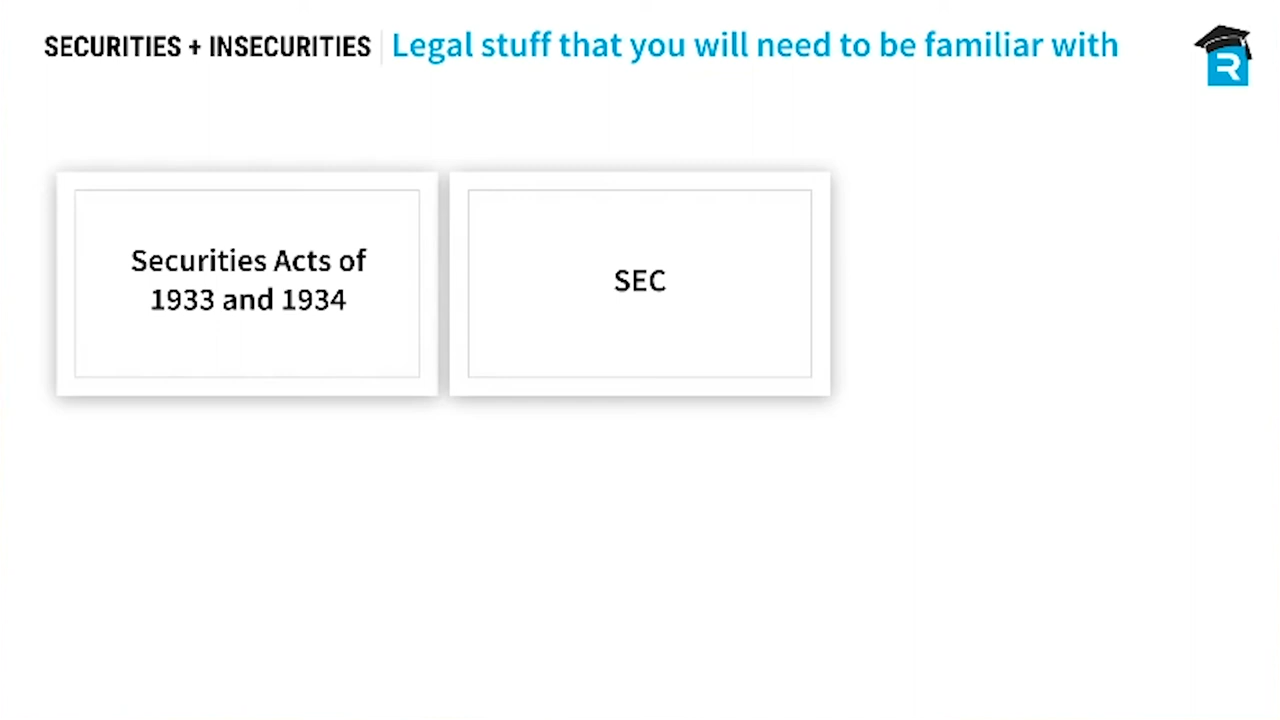 SECURITIES + INSECURITIES Legal stuff that you will need to be familiar with
R
Securities Acts of
1933 and 1934
SEC